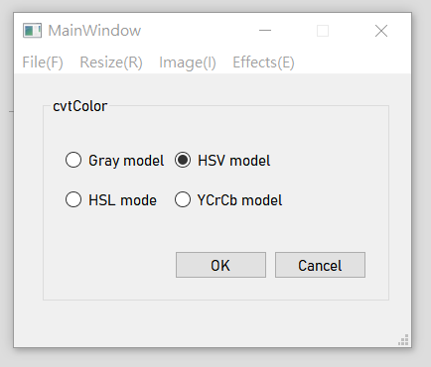 MainWindow
File(F) Resize(R) Image(I) Effects(E)
cvtColor
Gray model HSV model
HSL mode YCrCb model
OK Cancel